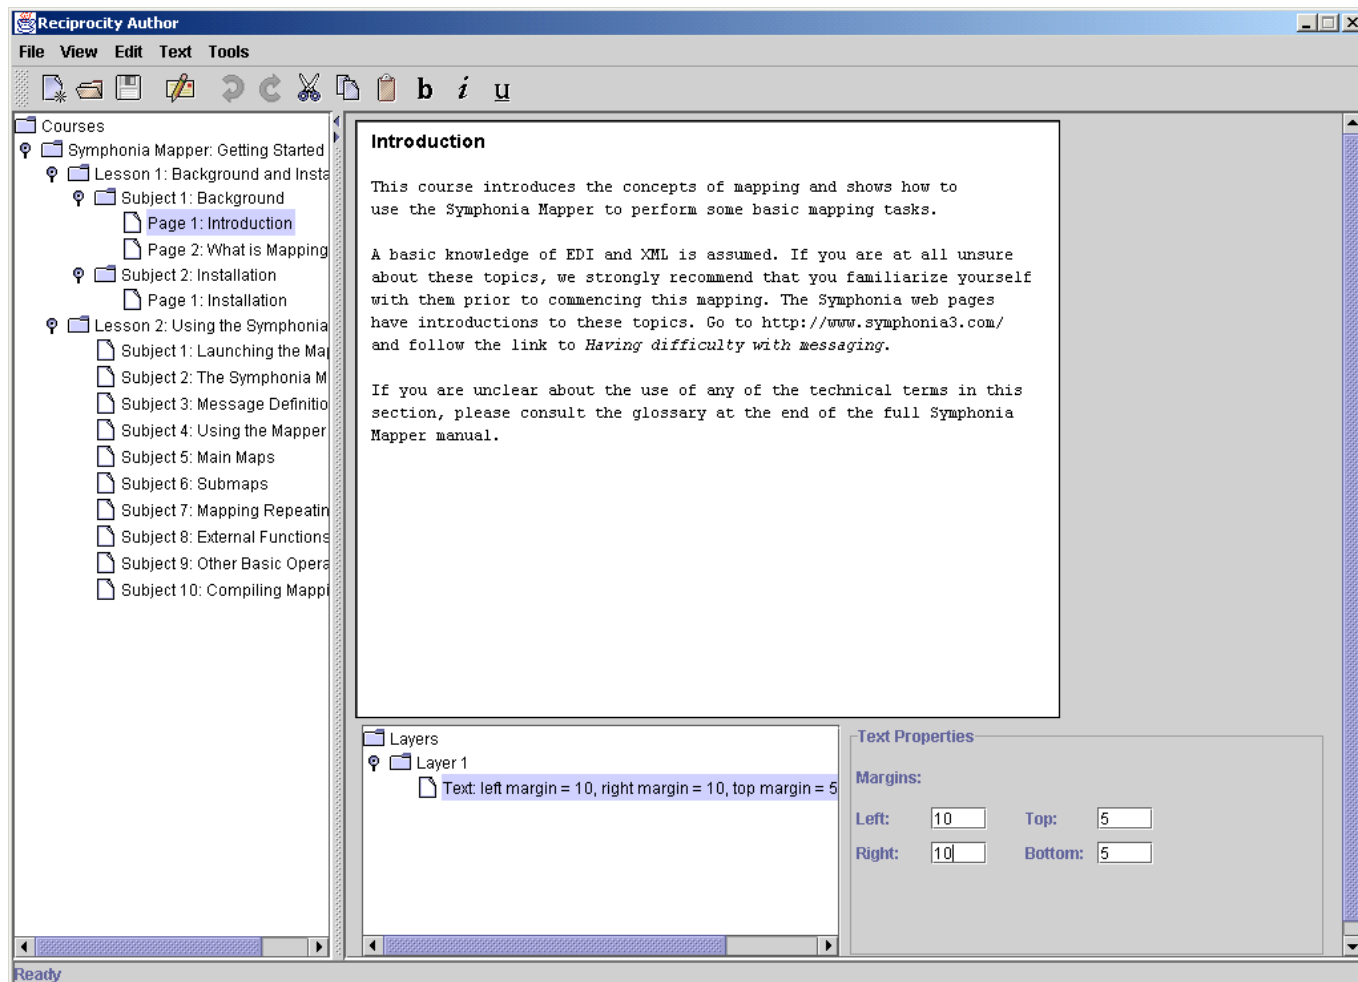 Reciprocity Author
File View Edit Text Tools
b i u
Courses
Symphonia Mapper: Getting Started
Lesson 1: Background and Insta
Subject 1: Background
Page 1: Introduction
Page 2: What is Mapping
Subject 2: Installation
Page 1: Installation
Lesson 2: Using the Symphonia
Subject 1: Launching the Map
Subject 2: The Symphonia M
Subject 3: Message Definitio
Subject 4: Using the Mapper
Subject 5: Main Maps
Subject 6: Submaps
Subject 7: Mapping Repeatin
Subject 8: External Functions
Subject 9: Other Basic Opera
Subject 10: Compiling Mappi
Introduction
This course introduces the concepts of mapping and shows how to
use the Symphonia Mapper to perform some basic mapping tasks.
A basic knowledge of EDI and XML is assumed. If you are at all unsure
about these topics, we strongly recommend that you familiarize yourself
with them prior to commencing this mapping. The Symphonia web pages
have introductions to these topics. Go to http://www.symphonia3.com/
and follow the link to Having difficulty with messaging.
If you are unclear about the use of any of the technical terms in this
section, please consult the glossary at the end of the full Symphonia
Mapper manual.
Layers
Layer 1
Text: left margin = 10, right margin = 10, top margin = 5
Text Properties
Margins:
Left: 10 Top: 5
Right: 10 Bottom: 5
Ready